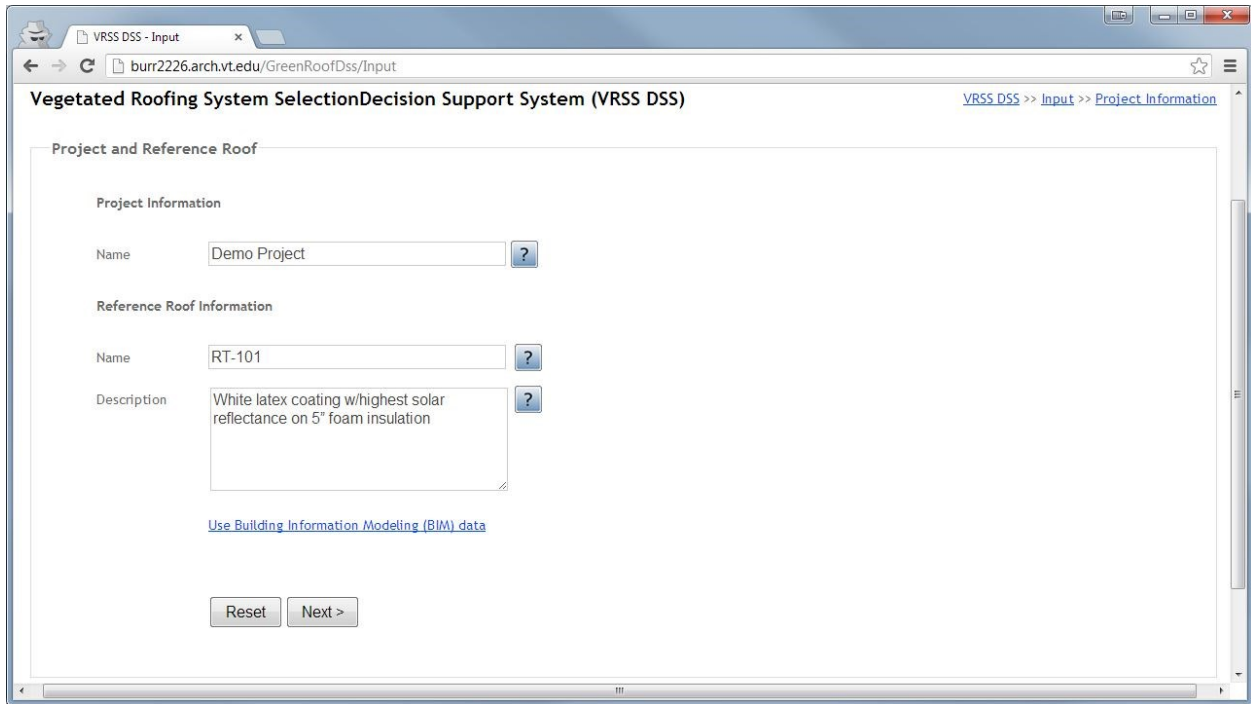 VRSS DSS - Input
burr2226.arch.vt.edu/GreenRoofDss/Input
Vegetated Roofing System SelectionDecision Support System (VRSS DSS)
VRSS DSS >> Input >> Project Information
Project and Reference Roof
Project Information
Name Demo Project ?
Reference Roof Information
Name RT-101 ?
Description White latex coating w/highest solar ?
reflectance on 5” foam insulation
Use Building Information Modeling (BIM) data
Reset Next >